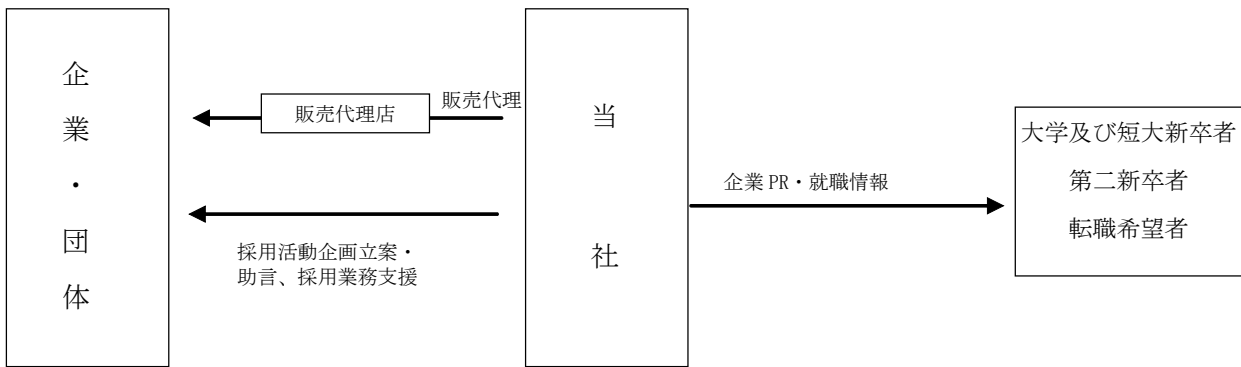 企業・団体
販売代理店
販売代理
採用活動企画立案・
助言、採用業務支援
当社
企業 PR・就職情報
大学及び短大新卒者
第二新卒者
転職希望者